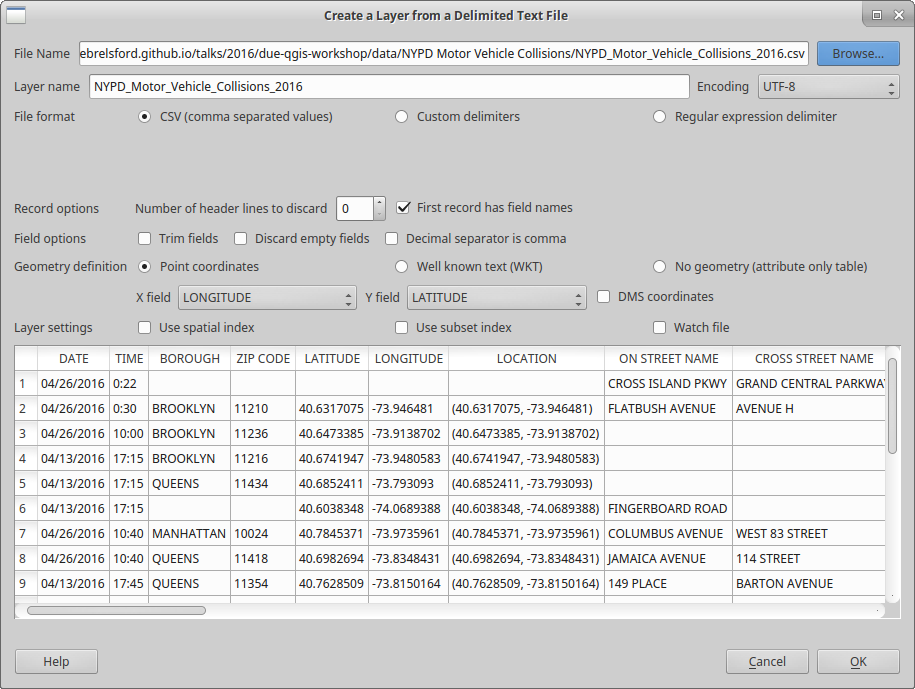 Create a Layer from a Delimited Text File
File Name ebrelsford.github.io/talks/2016/due-qgis-workshop/data/NYPD Motor Vehicle Collisions/NYPD_Motor_Vehicle_Collisions_2016.csv Browse...
Layer name NYPD_Motor_Vehicle_Collisions_2016 Encoding UTF-8
File format CSV (comma separated values) Custom delimiters Regular expression delimiter
Record options Number of header lines to discard 0 First record has field names
Field options Trim fields Discard empty fields Decimal separator is comma
Geometry definition Point coordinates Well known text (WKT) No geometry (attribute only table)
X field LONGITUDE Y field LATITUDE DMS coordinates
Layer settings Use spatial index Use subset index Watch file
DATE TIME BOROUGH ZIP CODE LATITUDE LONGITUDE LOCATION ON STREET NAME CROSS STREET NAME
1 04/26/2016 0:22 CROSS ISLAND PKWY GRAND CENTRAL PARKWAY
2 04/26/2016 0:30 BROOKLYN 11210 40.6317075 -73.946481 (40.6317075, -73.946481) FLATBUSH AVENUE AVENUE H
3 04/26/2016 10:00 BROOKLYN 11236 40.6473385 -73.9138702 (40.6473385, -73.9138702)
4 04/13/2016 17:15 BROOKLYN 11216 40.6741947 -73.9480583 (40.6741947, -73.9480583)
5 04/13/2016 17:15 QUEENS 11434 40.6852411 -73.793093 (40.6852411, -73.793093)
6 04/13/2016 17:15 40.6038348 -74.0689388 (40.6038348, -74.0689388) FINGERBOARD ROAD
7 04/26/2016 10:40 MANHATTAN 10024 40.7845371 -73.9735961 (40.7845371, -73.9735961) COLUMBUS AVENUE WEST 83 STREET
8 04/26/2016 10:40 QUEENS 11418 40.6982694 -73.8348431 (40.6982694, -73.8348431) JAMAICA AVENUE 114 STREET
9 04/13/2016 17:45 QUEENS 11354 40.7628509 -73.8150164 (40.7628509, -73.8150164) 149 PLACE BARTON AVENUE
Help Cancel OK